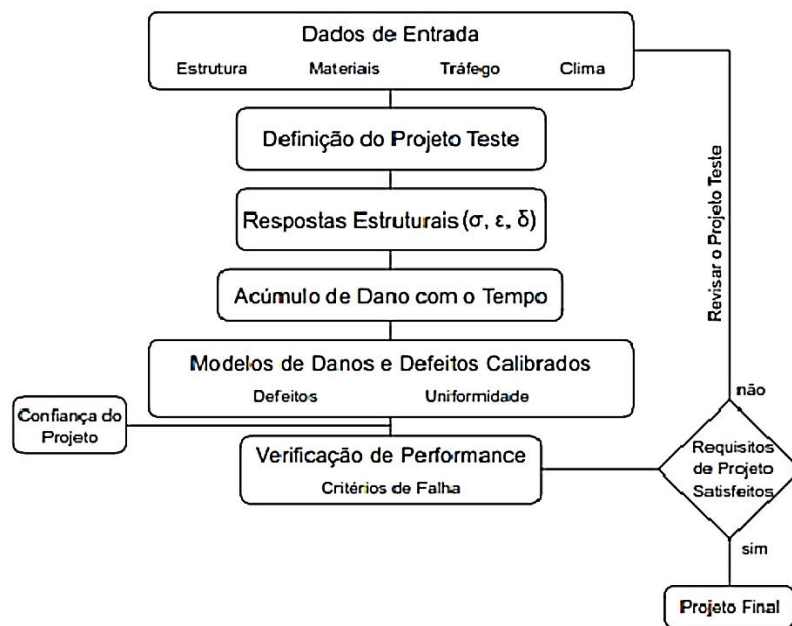 Dados de Entrada
Estrutura Materiais Tráfego Clima
Definição do Projeto Teste
Respostas Estruturais (σ, ε, δ)
Acúmulo de Dano com o Tempo
Modelos de Danos e Defeitos Calibrados
Defeitos Uniformidade
Confiança do
Projeto
Verificação de Performance
Critérios de Falha
Requisitos
de Projeto
Satisfeitos
não
Revisar o Projeto Teste
sim
Projeto Final